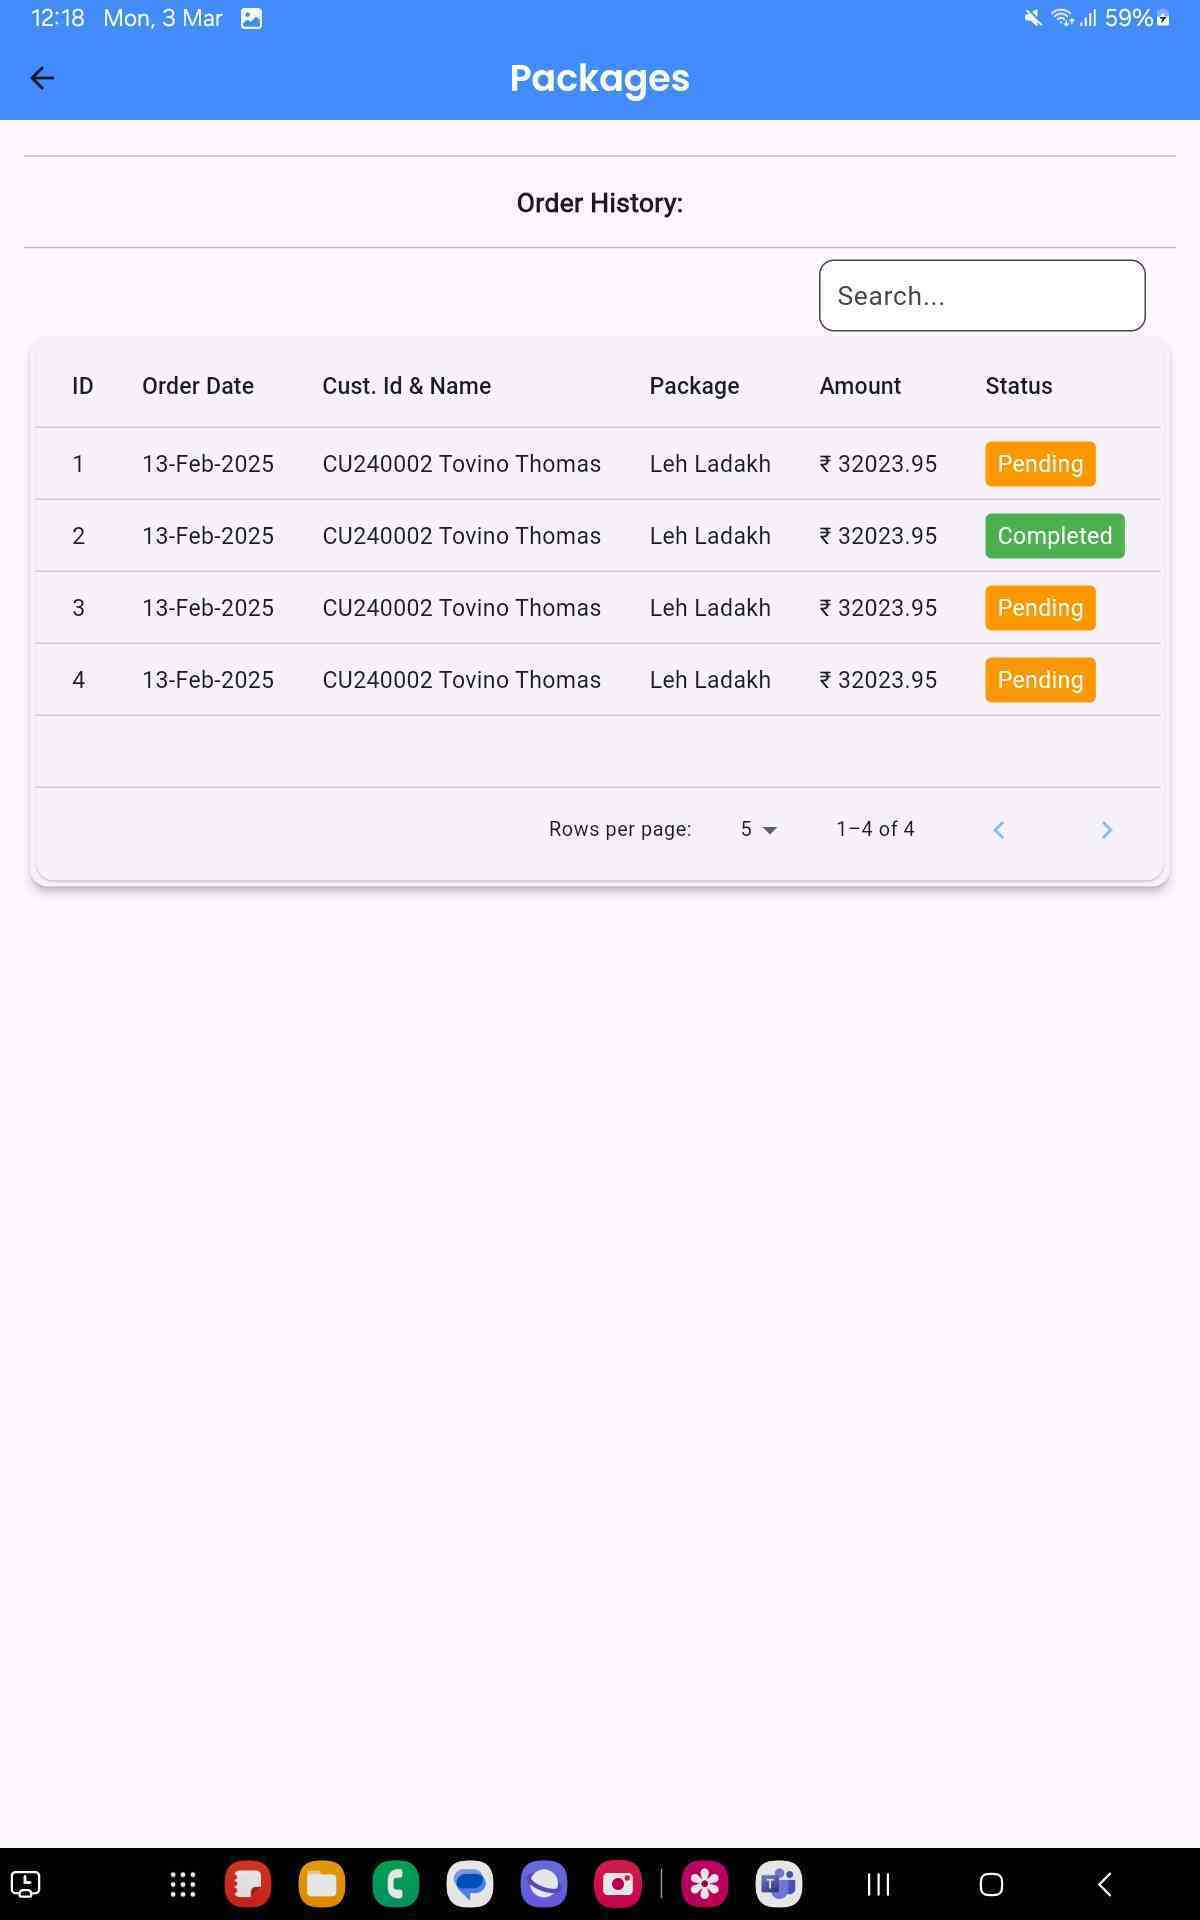 12:18 Mon, 3 Mar 59%
Packages
Order History:
Search...
ID Order Date Cust. Id & Name Package Amount Status
1 13-Feb-2025 CU240002 Tovino Thomas Leh Ladakh ₹ 32023.95 Pending
2 13-Feb-2025 CU240002 Tovino Thomas Leh Ladakh ₹ 32023.95 Completed
3 13-Feb-2025 CU240002 Tovino Thomas Leh Ladakh ₹ 32023.95 Pending
4 13-Feb-2025 CU240002 Tovino Thomas Leh Ladakh ₹ 32023.95 Pending
Rows per page: 5 1–4 of 4